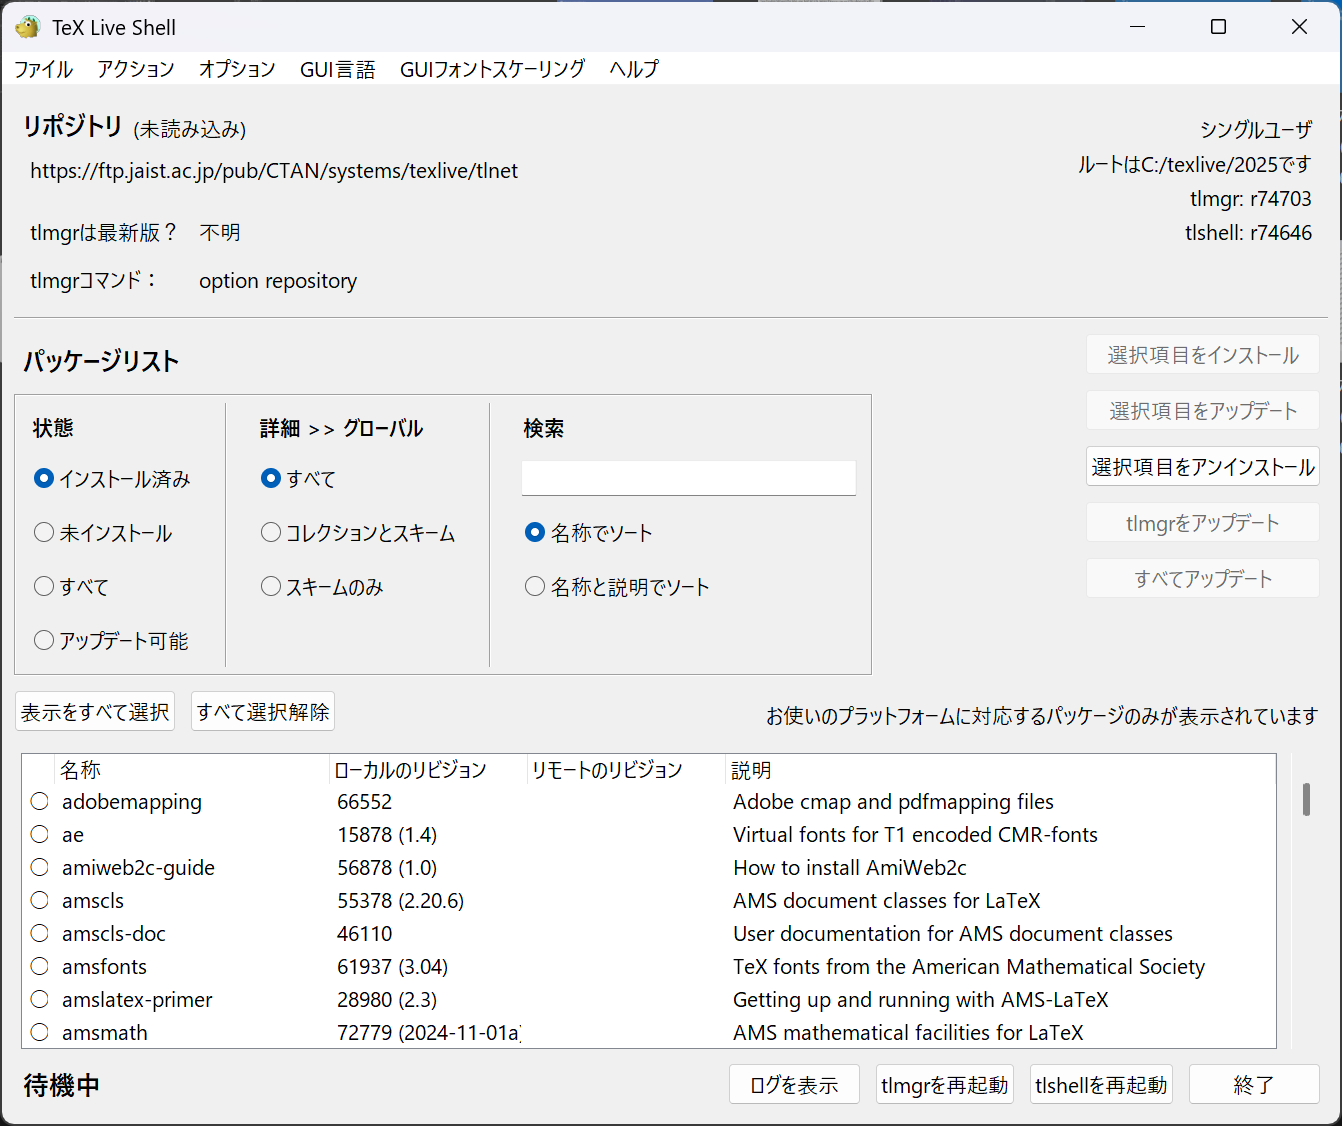 TeX Live Shell
ファイル アクション オプション GUI言語 GUIフォントスケーリング ヘルプ
リポジトリ (未読み込み)
https://ftp.jaist.ac.jp/pub/CTAN/systems/texlive/tlnet
tlmgrは最新版？ 不明
tlmgrコマンド： option repository
シングルユーザ
ルートはC:/texlive/2025です
tlmgr: r74703
tlshell: r74646
パッケージリスト
状態
インストール済み
未インストール
すべて
アップデート可能
詳細 >> グローバル
すべて
コレクションとスキーム
スキームのみ
検索
名称でソート
名称と説明でソート
選択項目をインストール
選択項目をアップデート
選択項目をアンインストール
tlmgrをアップデート
すべてアップデート
表示をすべて選択 すべて選択解除
お使いのプラットフォームに対応するパッケージのみが表示されています
名称 ローカルのリビジョン リモートのリビジョン 説明
adobemapping 66552 Adobe cmap and pdfmapping files
ae 15878 (1.4) Virtual fonts for T1 encoded CMR-fonts
amiweb2c-guide 56878 (1.0) How to install AmiWeb2c
amscls 55378 (2.20.6) AMS document classes for LaTeX
amscls-doc 46110 User documentation for AMS document classes
amsfonts 61937 (3.04) TeX fonts from the American Mathematical Society
amslatex-primer 28980 (2.3) Getting up and running with AMS-LaTeX
amsmath 72779 (2024-11-01a) AMS mathematical facilities for LaTeX
待機中
ログを表示 tlmgrを再起動 tlshellを再起動 終了